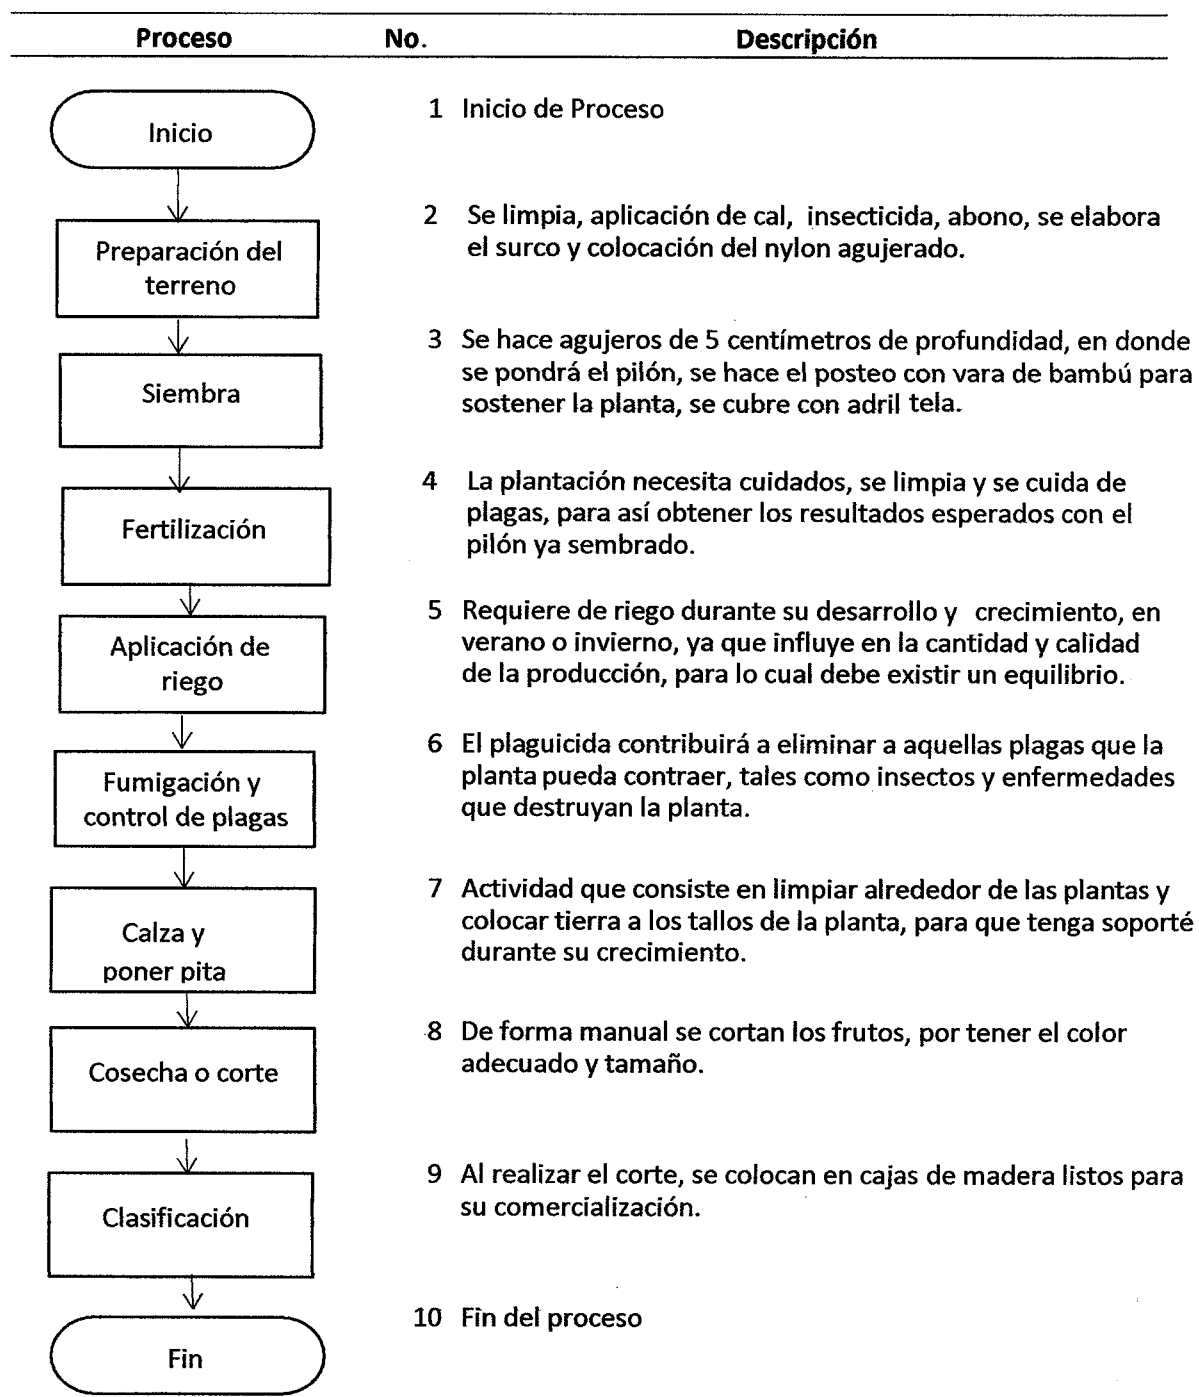 Proceso No. Descripción
Inicio
1 Inicio de Proceso
Preparación del
terreno
2 Se limpia, aplicación de cal, insecticida, abono, se elabora
el surco y colocación del nylon agujerado.
Siembra
3 Se hace agujeros de 5 centímetros de profundidad, en donde
se pondrá el pilón, se hace el posteo con vara de bambú para
sostener la planta, se cubre con adril tela.
Fertilización
4 La plantación necesita cuidados, se limpia y se cuida de
plagas, para así obtener los resultados esperados con el
pilón ya sembrado.
Aplicación de
riego
5 Requiere de riego durante su desarrollo y crecimiento, en
verano o invierno, ya que influye en la cantidad y calidad
de la producción, para lo cual debe existir un equilibrio.
Fumigación y
control de plagas
6 El plaguicida contribuirá a eliminar a aquellas plagas que la
planta pueda contraer, tales como insectos y enfermedades
que destruyan la planta.
Calza y
poner pita
7 Actividad que consiste en limpiar alrededor de las plantas y
colocar tierra a los tallos de la planta, para que tenga soporté
durante su crecimiento.
Cosecha o corte
8 De forma manual se cortan los frutos, por tener el color
adecuado y tamaño.
Clasificación
9 Al realizar el corte, se colocan en cajas de madera listos para
su comercialización.
Fin
10 Fin del proceso